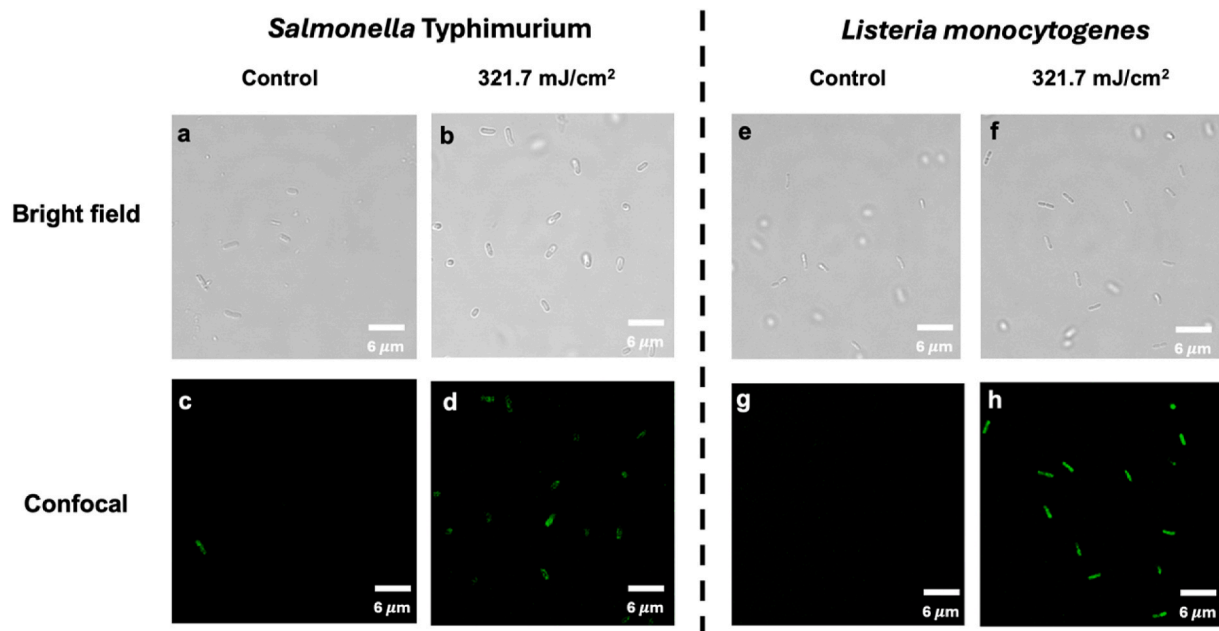 Salmonella Typhimurium
Listeria monocytogenes
Control
321.7 mJ/cm²
Control
321.7 mJ/cm²
Bright field
a
b
e
f
6 μm
6 μm
6 μm
6 μm
Confocal
c
d
g
h
6 μm
6 μm
6 μm
6 μm